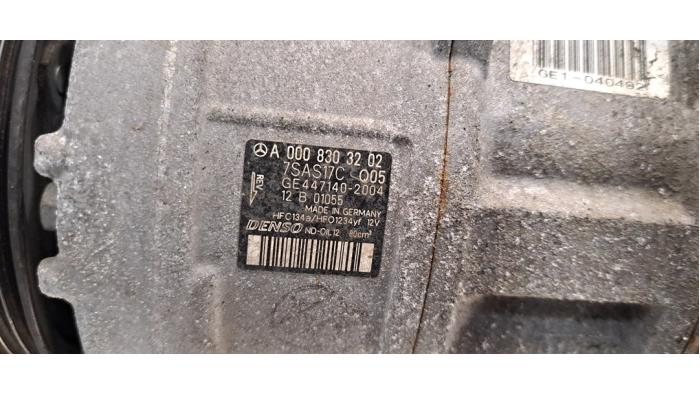 GE1-040492
A 000 830 32 02
7SAS17C -Q05
GE447140-2004
REV
12 B 01055
MADE IN GERMANY
HFC134a/HFO1234yf 12V
DENSO ND-OIL12 80cm³